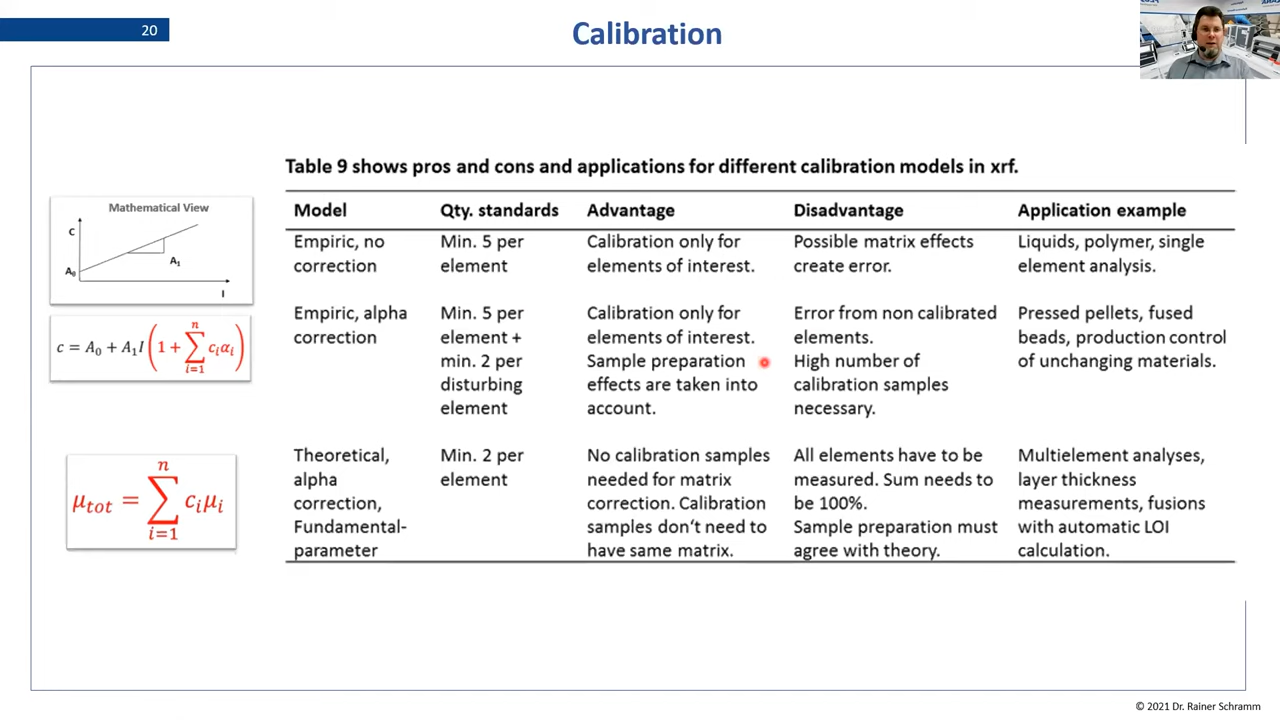 20
Calibration
Table 9 shows pros and cons and applications for different calibration models in xrf.
Mathematical View
C
A₀
A₁
I
c = A₀ + A₁I(1 + ∑ⁿᵢ₌₁ cᵢαᵢ)
μtot = ∑ⁿᵢ₌₁ cᵢμᵢ
Model
Qty. standards
Advantage
Disadvantage
Application example
Empiric, no
correction
Min. 5 per
element
Calibration only for
elements of interest.
Possible matrix effects
create error.
Liquids, polymer, single
element analysis.
Empiric, alpha
correction
Min. 5 per
element +
min. 2 per
disturbing
element
Calibration only for
elements of interest.
Sample preparation
effects are taken into
account.
Error from non calibrated
elements.
High number of
calibration samples
necessary.
Pressed pellets, fused
beads, production control
of unchanging materials.
Theoretical,
alpha
correction,
Fundamental-
parameter
Min. 2 per
element
No calibration samples
needed for matrix
correction. Calibration
samples don‘t need to
have same matrix.
All elements have to be
measured. Sum needs to
be 100%.
Sample preparation must
agree with theory.
Multielement analyses,
layer thickness
measurements, fusions
with automatic LOI
calculation.
© 2021 Dr. Rainer Schramm